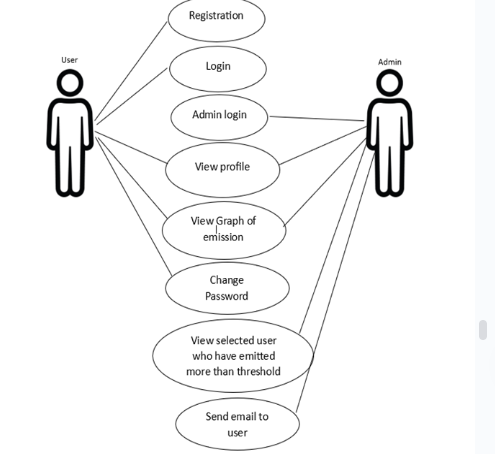 Registration
User
Admin
Login
Admin login
View profile
View Graph of
emission
Change
Password
View selected user
who have emitted
more than threshold
Send email to
user